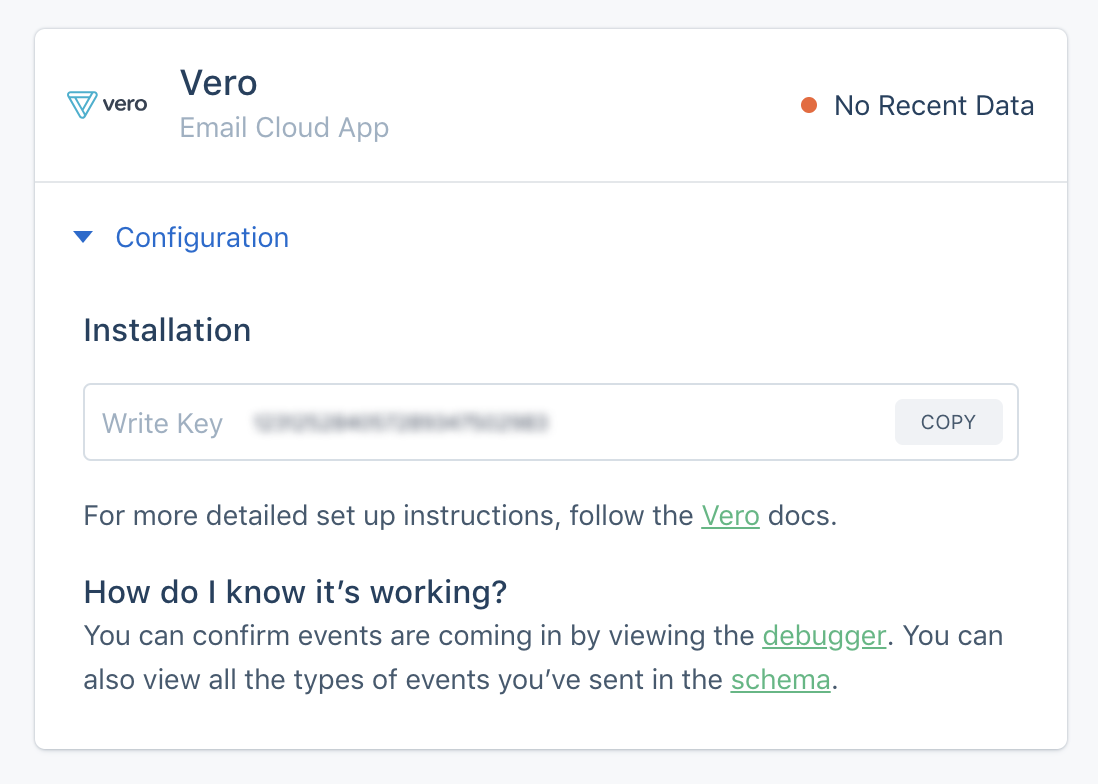 vero
Vero
Email Cloud App
No Recent Data
Configuration
Installation
Write Key
COPY
For more detailed set up instructions, follow the Vero docs.
How do I know it’s working?
You can confirm events are coming in by viewing the debugger. You can
also view all the types of events you’ve sent in the schema.